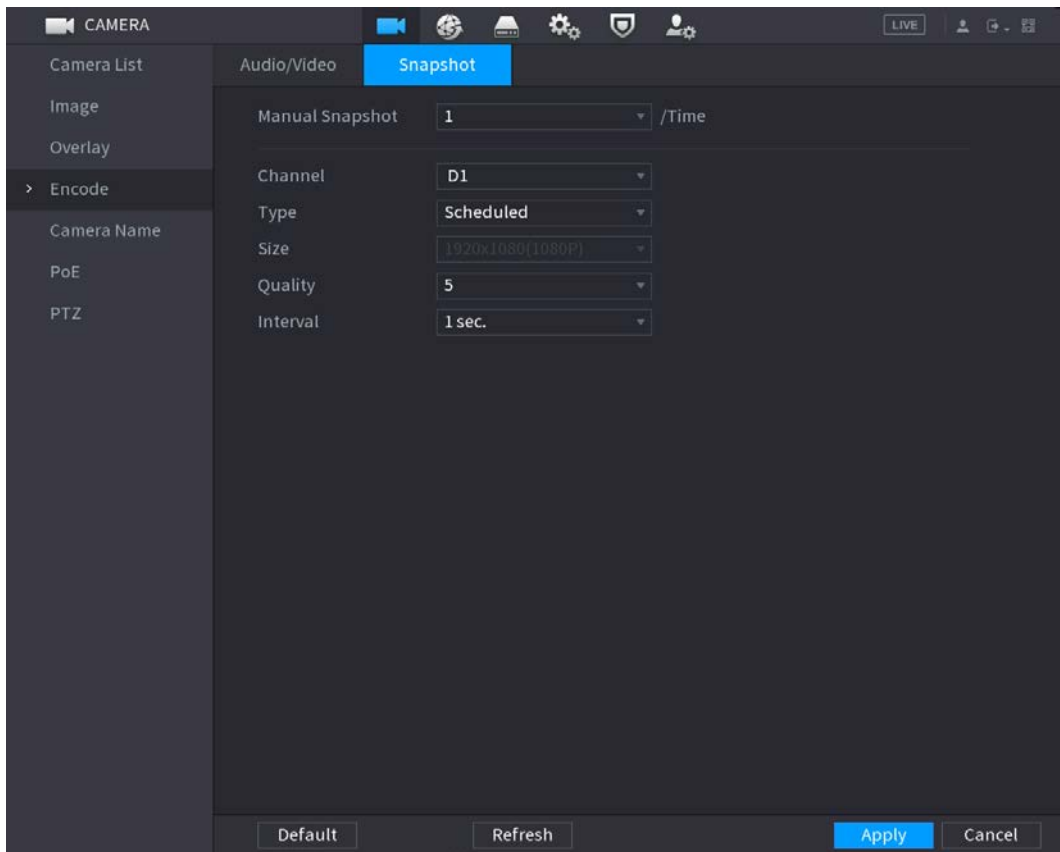 CAMERA
LIVE
Camera List
Image
Overlay
> Encode
Camera Name
PoE
PTZ
Audio/Video
Snapshot
Manual Snapshot 1 /Time
Channel D1
Type Scheduled
Size 1920x1080(1080P)
Quality 5
Interval 1 sec.
Default Refresh Apply Cancel